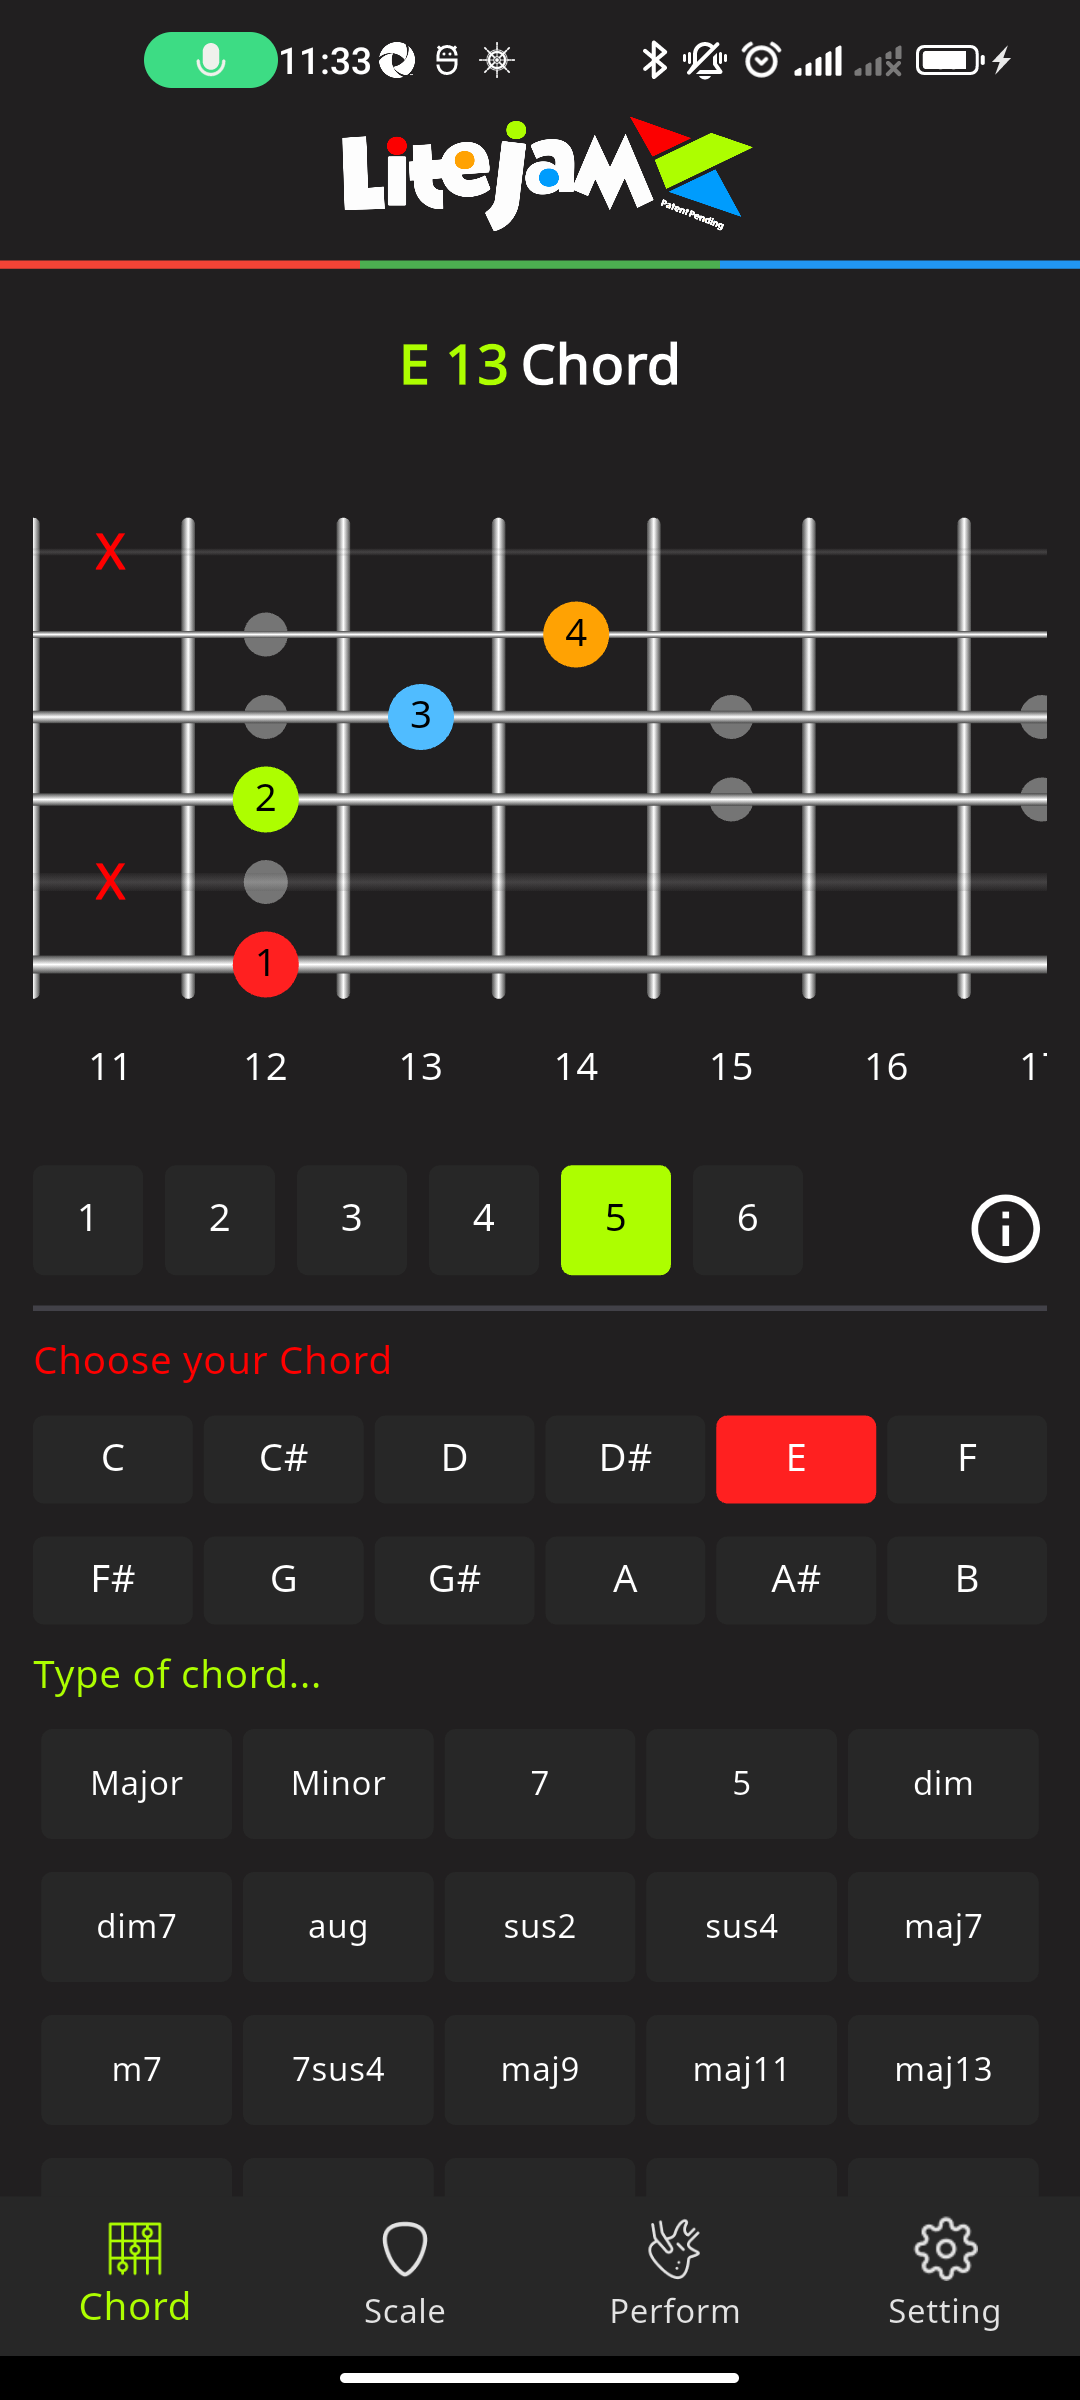 11:33
Litejam
Patent Pending
E 13 Chord
X
4
3
2
X
1
11 12 13 14 15 16
1 2 3 4 5 6
Choose your Chord
C C# D D# E F
F# G G# A A# B
Type of chord...
Major Minor 7 5 dim
dim7 aug sus2 sus4 maj7
m7 7sus4 maj9 maj11 maj13
Chord Scale Perform Setting